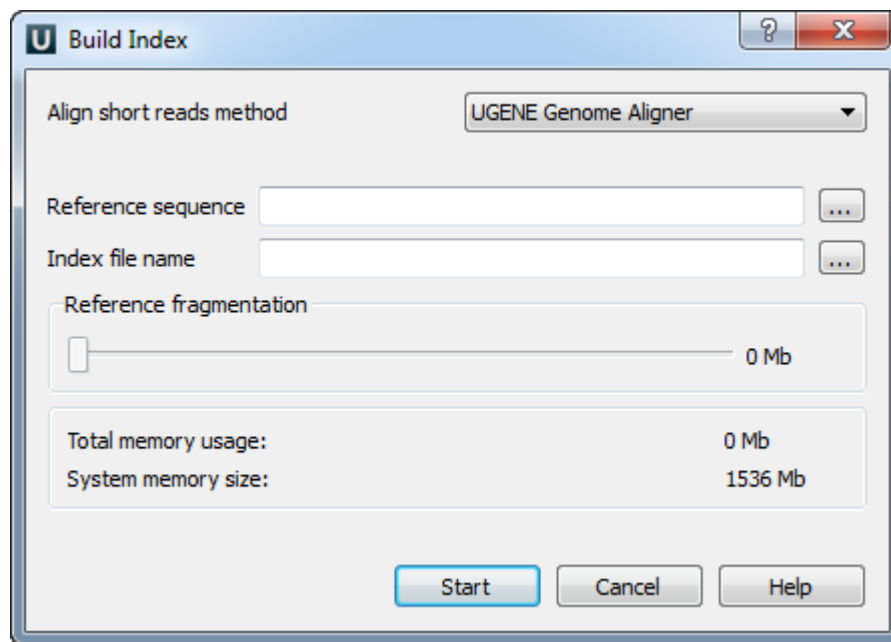 U Build Index ? X
Align short reads method UGENE Genome Aligner
Reference sequence ...
Index file name ...
Reference fragmentation
0 Mb
Total memory usage: 0 Mb
System memory size: 1536 Mb
Start Cancel Help